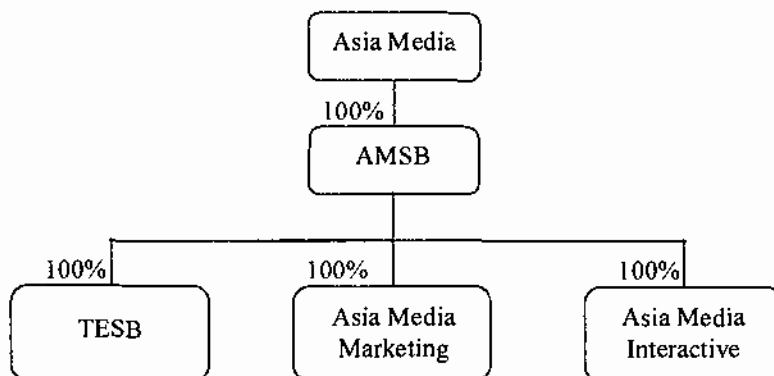 Asia Media
100%
AMSB
100%
100%
100%
TESB
Asia Media
Marketing
Asia Media
Interactive